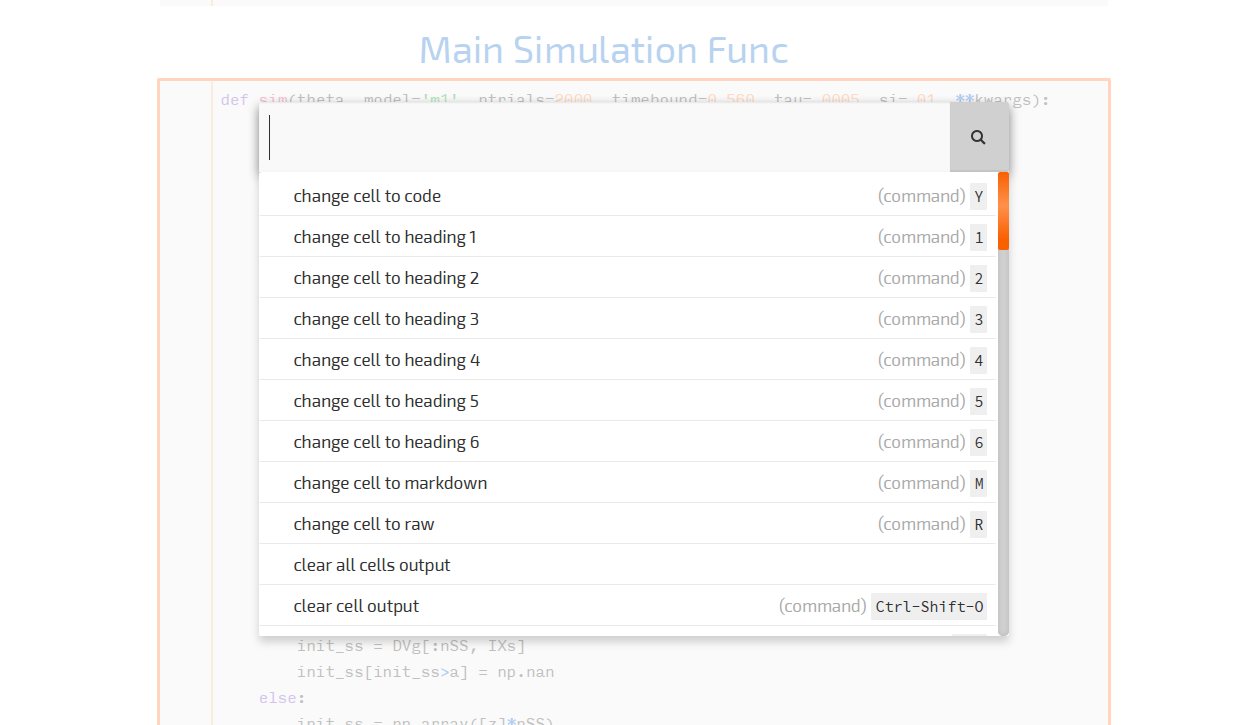 Main Simulation Func
def sim(theta, model='m1', ntrials=2000, timebound=0.560, tau=.0005, si=.01, **kwargs):
change cell to code (command) Y
change cell to heading 1 (command) 1
change cell to heading 2 (command) 2
change cell to heading 3 (command) 3
change cell to heading 4 (command) 4
change cell to heading 5 (command) 5
change cell to heading 6 (command) 6
change cell to markdown (command) M
change cell to raw (command) R
clear all cells output
clear cell output (command) Ctrl-Shift-O
init_ss = DVg[:nSS, IXs]
init_ss[init_ss>a] = np.nan
else:
init_ss = np.array([z]*nSS)